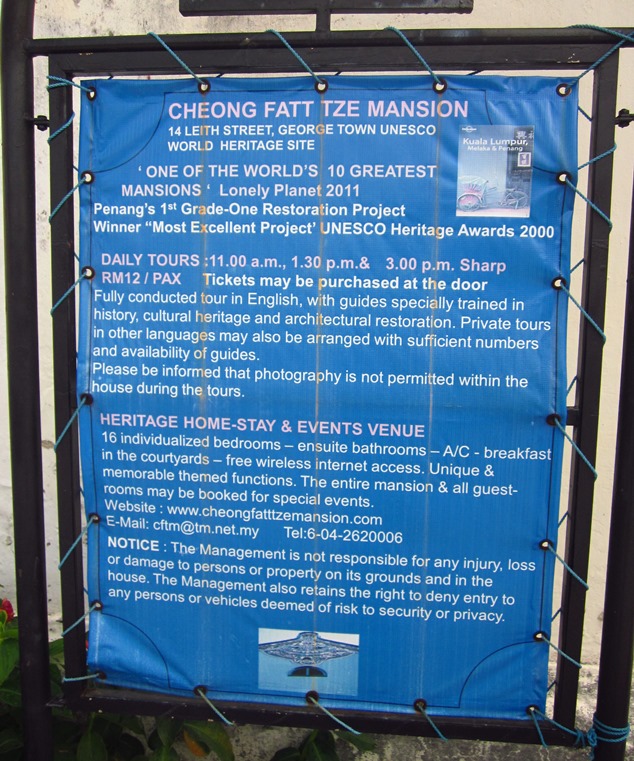 CHEONG FATT TZE MANSION
14 LEITH STREET, GEORGE TOWN UNESCO
WORLD HERITAGE SITE
Kuala Lumpur,
Melaka & Penang
' ONE OF THE WORLD'S 10 GREATEST
MANSIONS ' Lonely Planet 2011
Penang's 1st Grade-One Restoration Project
Winner "Most Excellent Project' UNESCO Heritage Awards 2000
DAILY TOURS :11.00 a.m., 1.30 p.m.& 3.00 p.m. Sharp
RM12 / PAX Tickets may be purchased at the door
Fully conducted tour in English, with guides specially trained in
history, cultural heritage and architectural restoration. Private tours
in other languages may also be arranged with sufficient numbers
and availability of guides.
Please be informed that photography is not permitted within the
house during the tours.
HERITAGE HOME-STAY & EVENTS VENUE
16 individualized bedrooms – ensuite bathrooms – A/C - breakfast
in the courtyards – free wireless internet access. Unique &
memorable themed functions. The entire mansion & all guest-
rooms may be booked for special events.
Website : www.cheongfatttzemansion.com
E-Mail: cftm@tm.net.my Tel:6-04-2620006
NOTICE : The Management is not responsible for any injury, loss
or damage to persons or property on its grounds and in the
house. The Management also retains the right to deny entry to
any persons or vehicles deemed of risk to security or privacy.